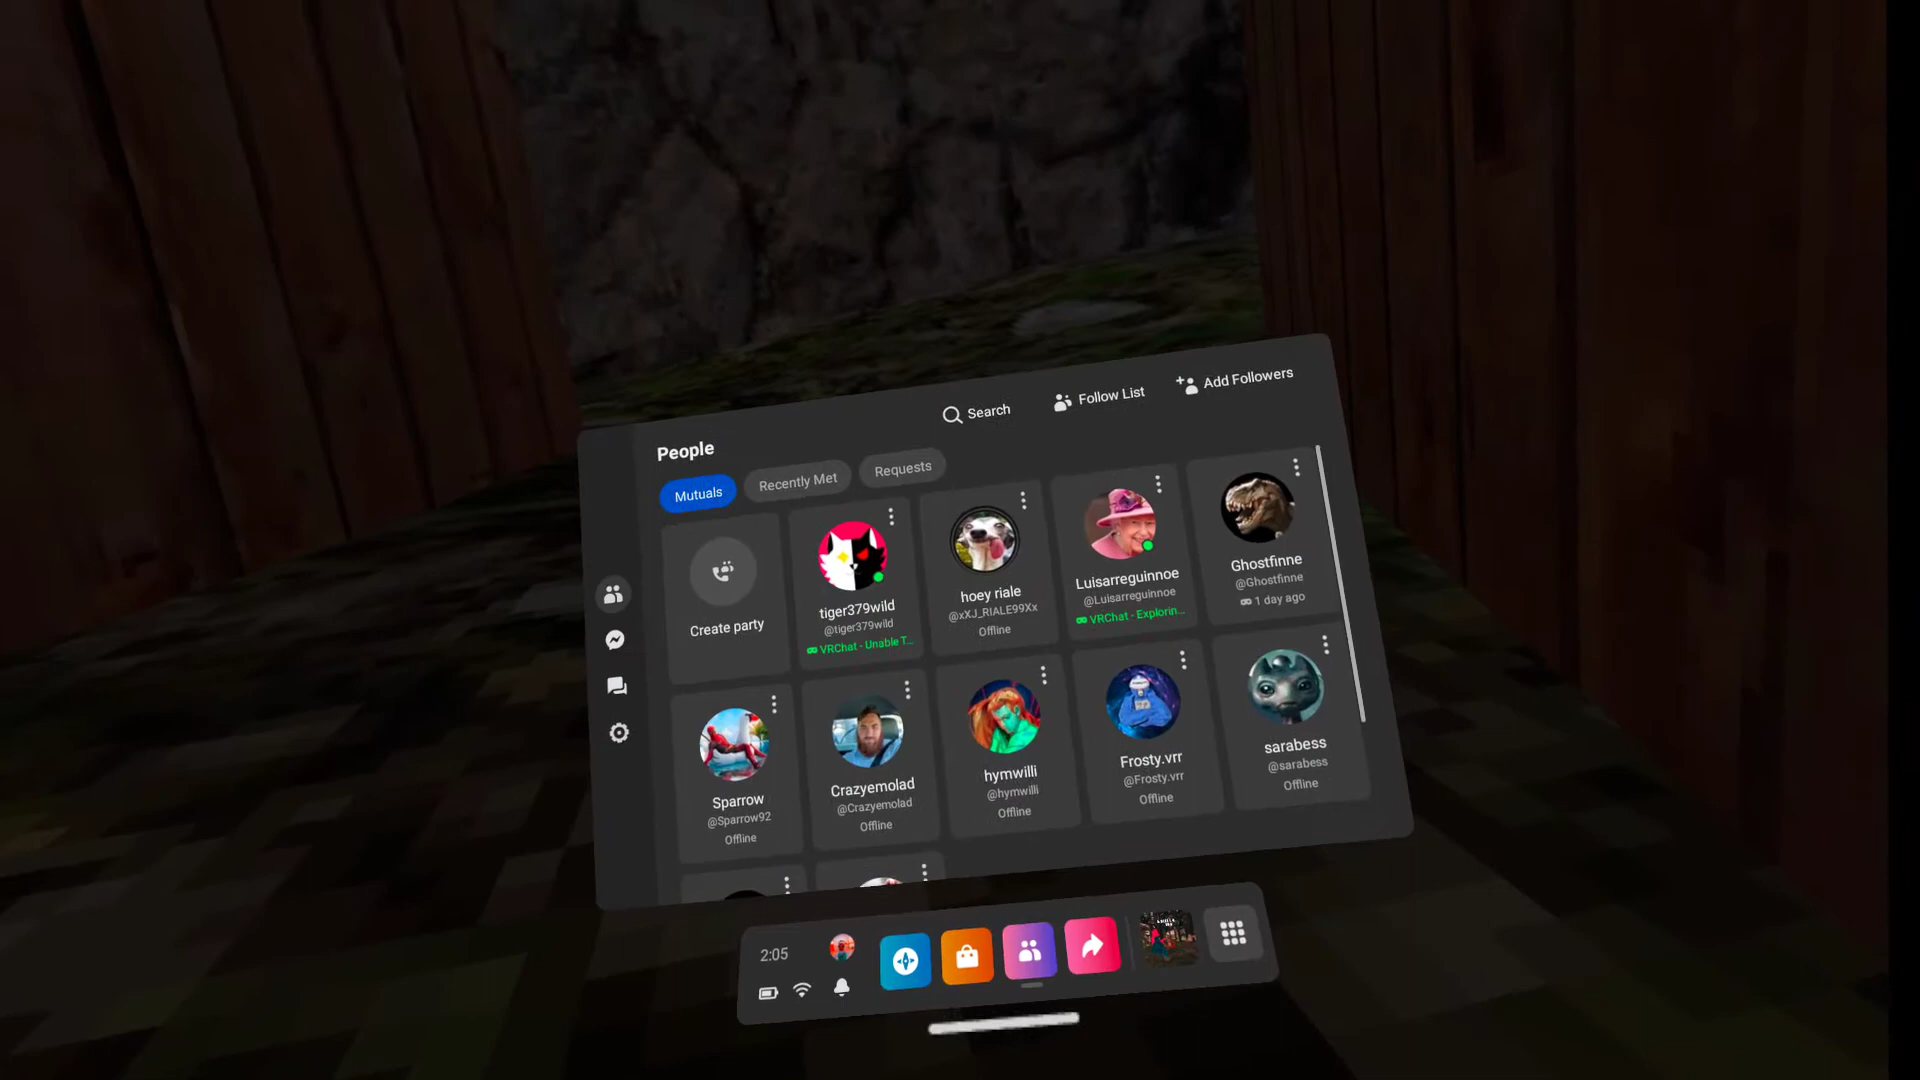 Search
Follow List
Add Followers
People
Mutuals
Recently Met
Requests
Create party
tiger379wild
@tiger379wild
VRChat - Unable T...
hoey riale
@xXJ_RIALE99Xx
Offline
Luisarreguinnoe
@Luisarreguinnoe
VRChat - Explorin...
Ghostfinne
@Ghostfinne
1 day ago
Sparrow
@Sparrow92
Offline
Crazyemolad
@Crazyemolad
Offline
hymwilli
@hymwilli
Offline
Frosty.vrr
@Frosty.vrr
Offline
sarabess
@sarabess
Offline
2:05